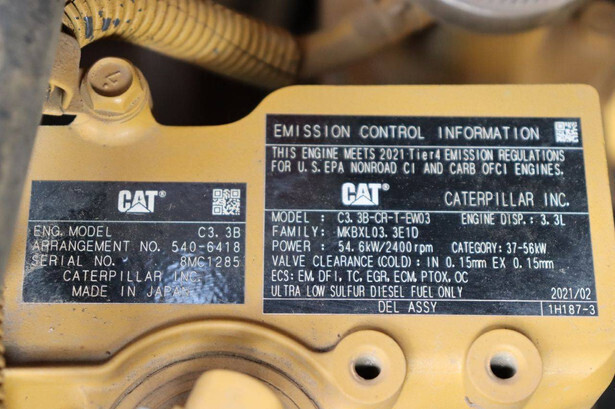 CAT
ENG. MODEL C3. 3B
ARRANGEMENT NO. 540-6418
SERIAL NO. 8MC1285
CATERPILLAR INC.
MADE IN JAPAN
EMISSION CONTROL INFORMATION
THIS ENGINE MEETS 2021 Tier4 EMISSION REGULATIONS
FOR U.S. EPA NONROAD CI AND CARB OFCI ENGINES.
CAT CATERPILLAR INC.
MODEL : C3. 3B-CR-T-EW03 ENGINE DISP.: 3.3L
FAMILY: MKBXL03.3E1D
POWER : 54.6kW/2400rpm CATEGORY: 37-56kW
VALVE CLEARANCE (COLD) : IN 0.15mm EX 0.15mm
ECS: EM, DFI, TC, EGR, ECM, PTOX, OC
ULTRA LOW SULFUR DIESEL FUEL ONLY 2021/02
DEL ASSY 1H187-3